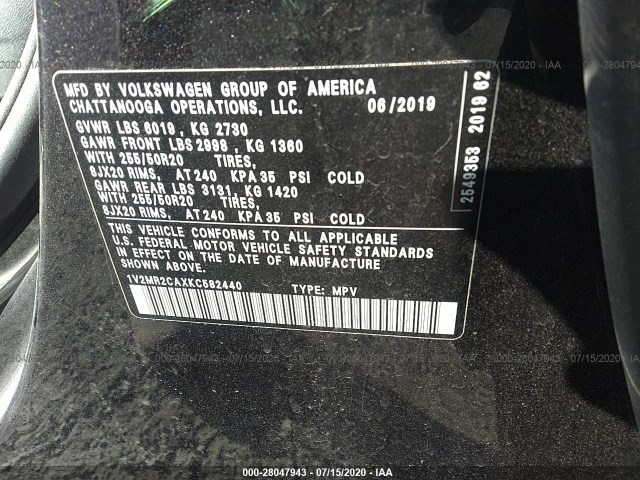 MFD BY VOLKSWAGEN GROUP OF AMERICA
CHATTANOOGA OPERATIONS, LLC. 06/2019
GVWR LBS 6019 , KG 2730
GAWR FRONT LBS 2998 , KG 1360
WITH 255/50R20 TIRES,
8JX20 RIMS, AT 240 KPA 35 PSI COLD
GAWR REAR LBS 3131, KG 1420
WITH 255/50R20 TIRES,
8JX20 RIMS, AT 240 KPA 35 PSI COLD
THIS VEHICLE CONFORMS TO ALL APPLICABLE
U.S. FEDERAL MOTOR VEHICLE SAFETY STANDARDS
IN EFFECT ON THE DATE OF MANUFACTURE
SHOWN ABOVE.
1V2MR2CAXKC582440 TYPE: MPV
2549353 2019 62
000-28047943 - 07/15/2020 - IAA